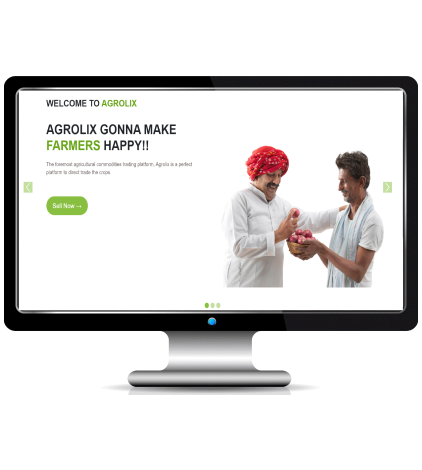 WELCOME TO AGROLIX
AGROLIX GONNA MAKE
FARMERS HAPPY!!
The foremost agricultural commodities trading platform, Agrolix is a perfect
platform to direct trade the crops.
Sell Now →